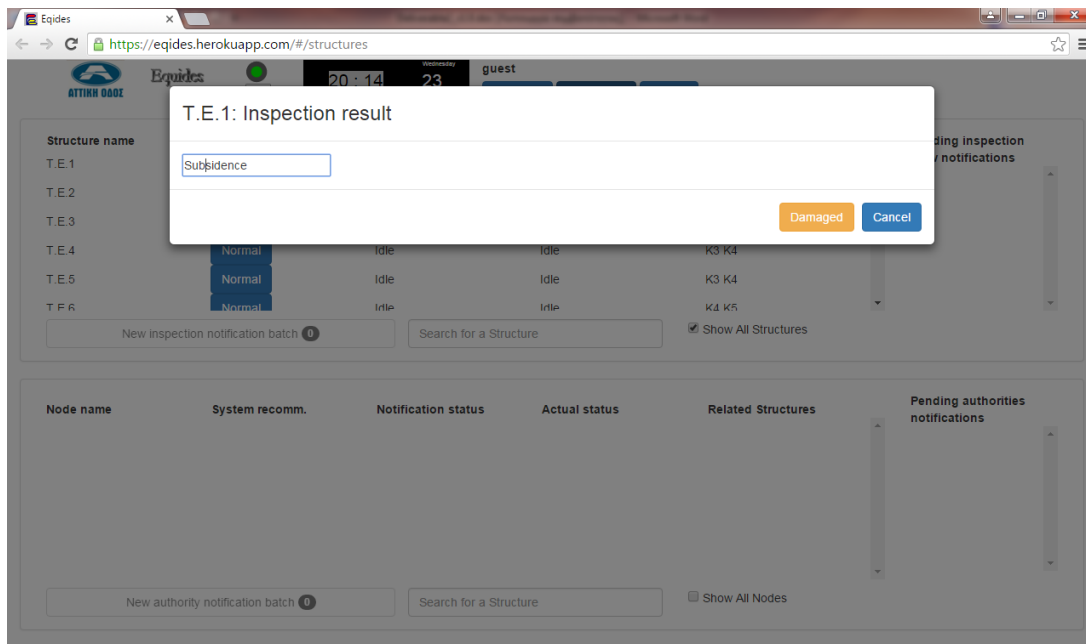 Eqides
https://eqides.herokuapp.com/#/structures
ΑΤΤΙΚΗ ΟΔΟΣ
Equides
20 : 14
Wednesday
23
guest
T.E.1: Inspection result
Subsidence
Damaged
Cancel
Structure name
inspection
notifications
T.E.1
T.E.2
T.E.3
T.E.4 Normal Idle Idle K3 K4
T.E.5 Normal Idle Idle K3 K4
T.E.6 Normal Idle Idle K4 K5
New inspection notification batch 0
Search for a Structure
Show All Structures
Node name System recomm. Notification status Actual status Related Structures
Pending authorities
notifications
New authority notification batch 0
Search for a Structure
Show All Nodes